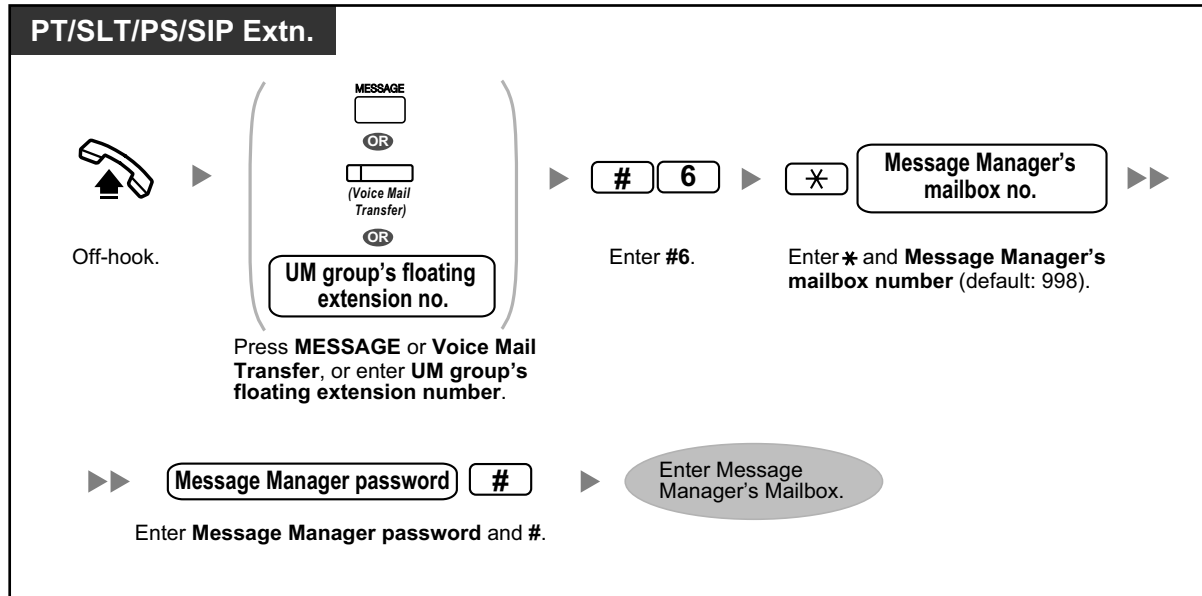 PT/SLT/PS/SIP Extn.
MESSAGE
OR
(Voice Mail
Transfer)
OR
UM group's floating
extension no.
# 6
* Message Manager's
mailbox no.
Off-hook.
Press MESSAGE or Voice Mail
Transfer, or enter UM group's
floating extension number.
Enter #6.
Enter * and Message Manager's
mailbox number (default: 998).
Message Manager password #
Enter Message Manager password and #.
Enter Message
Manager's Mailbox.